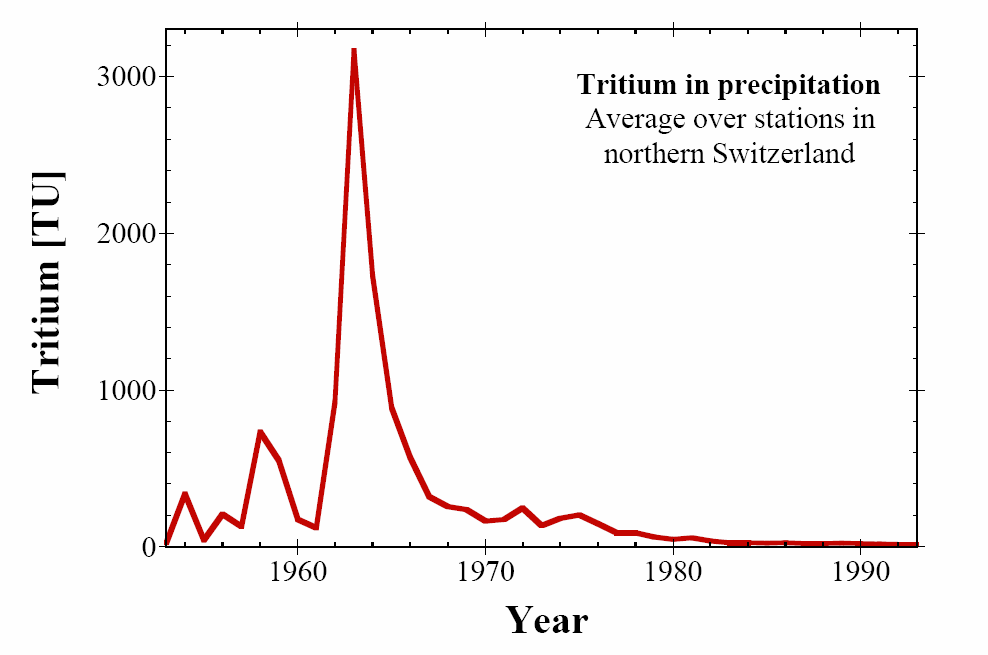 Tritium in precipitation
Average over stations in
northern Switzerland
Tritium [TU]
3000
2000
1000
0
1960 1970 1980 1990
Year